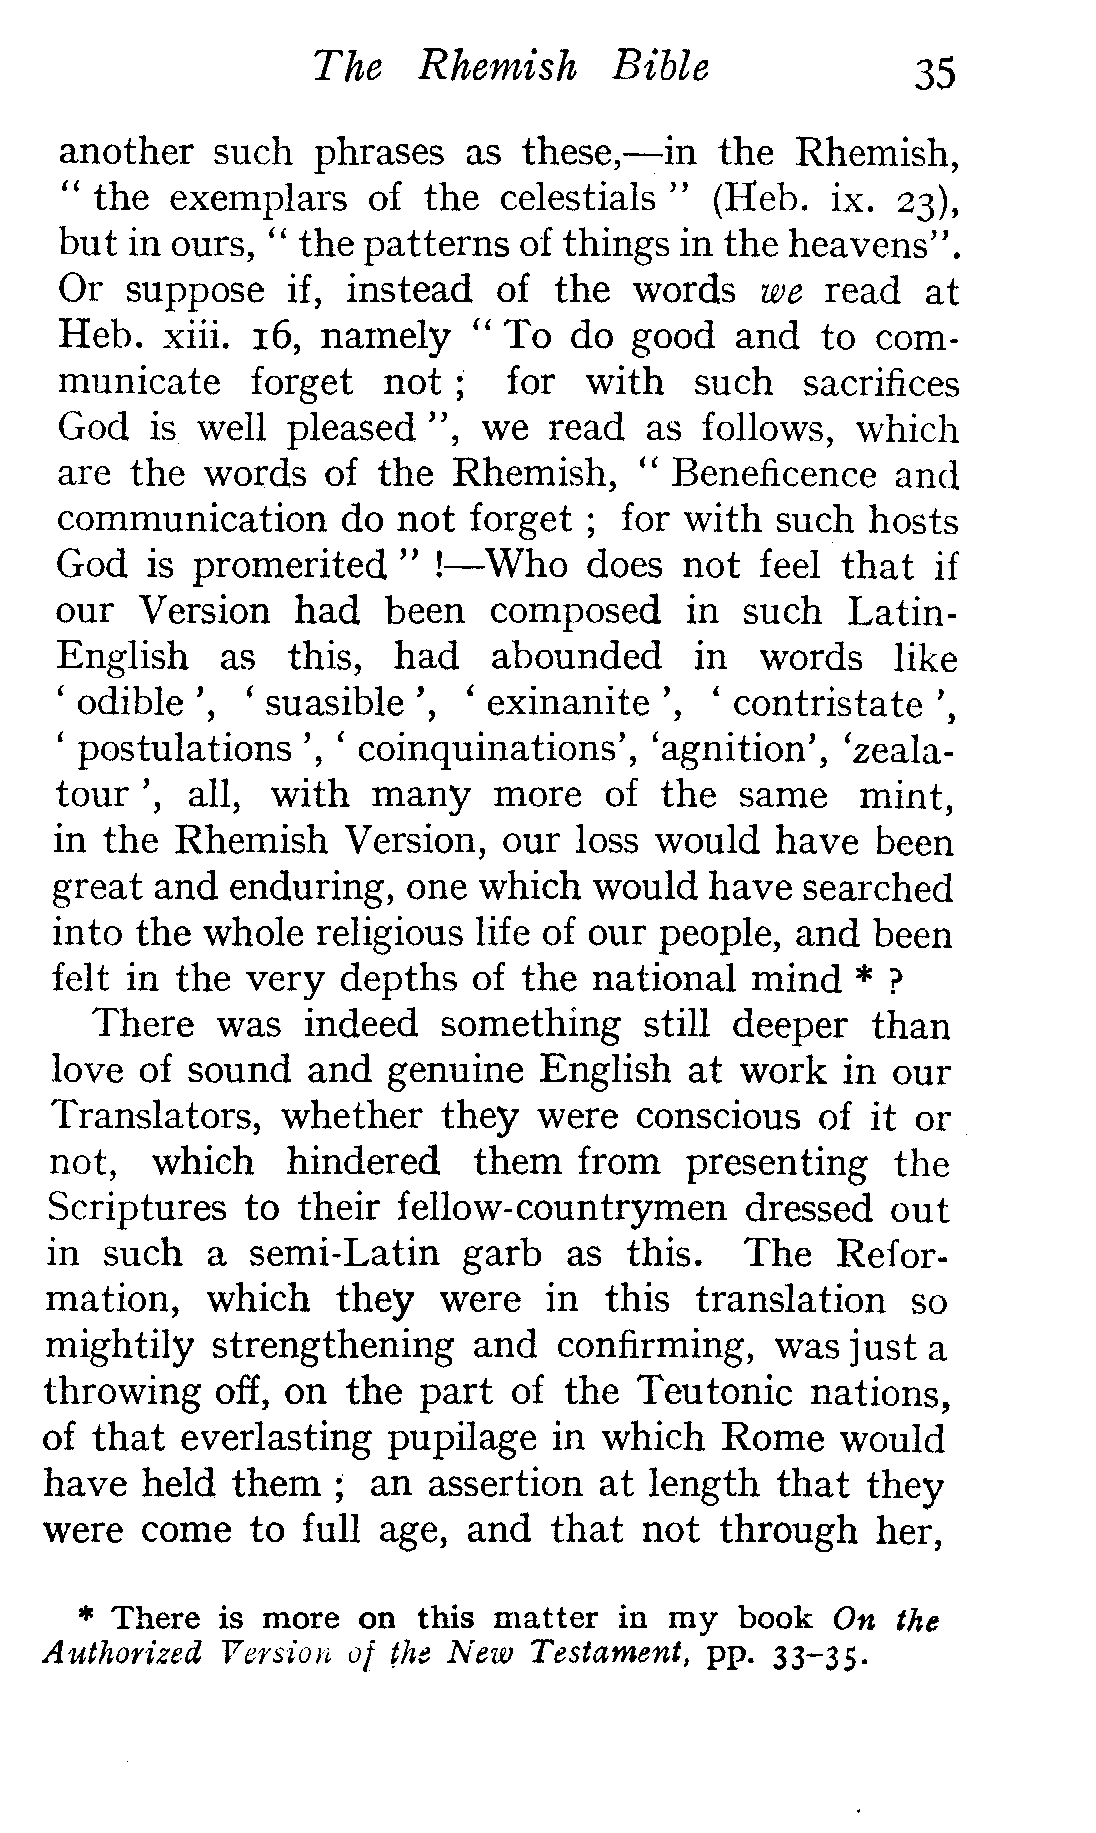 The Rhemish Bible 35
another such phrases as these,—in the Rhemish,
“ the exemplars of the celestials ” (Heb. ix. 23),
but in ours, “ the patterns of things in the heavens”.
Or suppose if, instead of the words we read at
Heb. xiii. 16, namely “ To do good and to com-
municate forget not ; for with such sacrifices
God is well pleased ”, we read as follows, which
are the words of the Rhemish, “ Beneficence and
communication do not forget ; for with such hosts
God is promerited ” !—Who does not feel that if
our Version had been composed in such Latin-
English as this, had abounded in words like
‘ odible ’, ‘ suasible ’, ‘ exinanite ’, ‘ contristate ’,
‘ postulations ’, ‘ coinquinations’, ‘agnition’, ‘zeala-
tour ’, all, with many more of the same mint,
in the Rhemish Version, our loss would have been
great and enduring, one which would have searched
into the whole religious life of our people, and been
felt in the very depths of the national mind * ?
There was indeed something still deeper than
love of sound and genuine English at work in our
Translators, whether they were conscious of it or
not, which hindered them from presenting the
Scriptures to their fellow-countrymen dressed out
in such a semi-Latin garb as this. The Refor-
mation, which they were in this translation so
mightily strengthening and confirming, was just a
throwing off, on the part of the Teutonic nations,
of that everlasting pupilage in which Rome would
have held them ; an assertion at length that they
were come to full age, and that not through her,
* There is more on this matter in my book On the
Authorized Version of the New Testament, pp. 33–35.